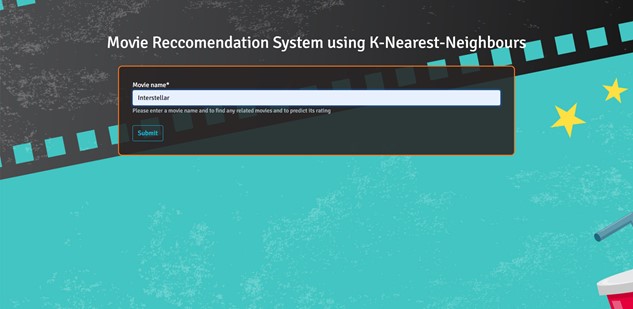 Movie Reccomendation System using K-Nearest-Neighbours
Movie name*
Interstellar
Please enter a movie name and to find any related movies and to predict its rating
Submit